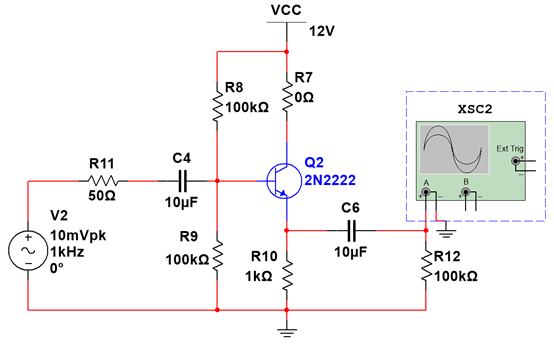 VCC
12V
R8
100kΩ
R7
0Ω
XSC2
Ext Trig
+
−
A
B
+
−
+
−
R11
50Ω
C4
10µF
Q2
2N2222
V2
10mVpk
1kHz
0°
+
~
−
R9
100kΩ
R10
1kΩ
C6
10µF
R12
100kΩ